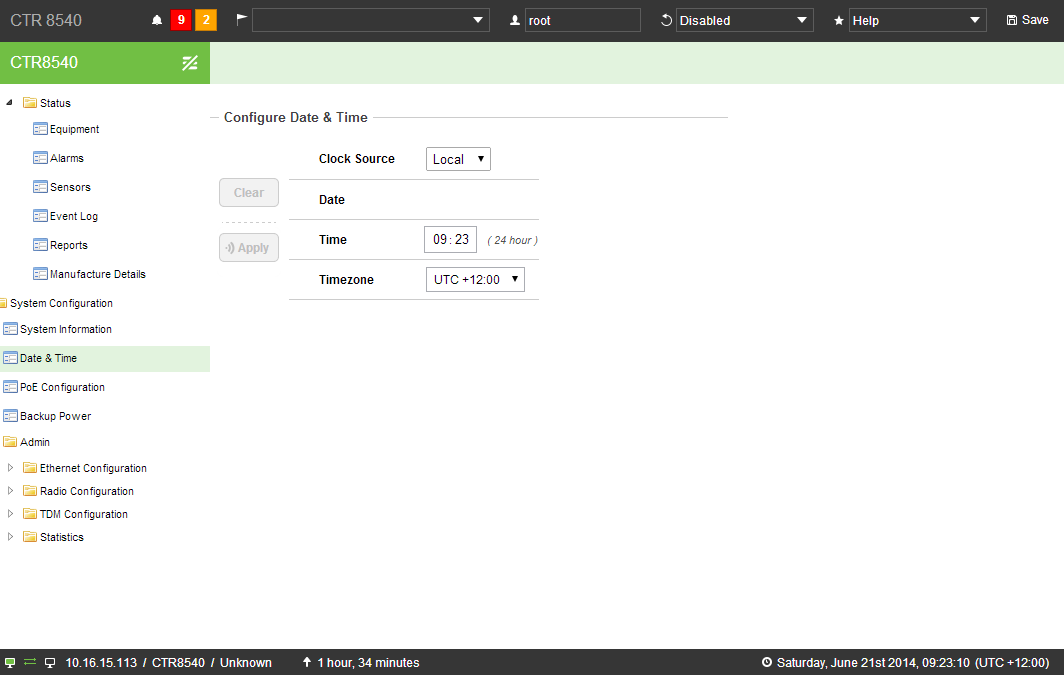 CTR 8540 9 2 root Disabled Help Save
CTR8540
Status
Equipment
Alarms
Sensors
Event Log
Reports
Manufacture Details
System Configuration
System Information
Date & Time
PoE Configuration
Backup Power
Admin
Ethernet Configuration
Radio Configuration
TDM Configuration
Statistics
Configure Date & Time
Clear
Apply
Clock Source Local
Date
Time 09 : 23 ( 24 hour )
Timezone UTC +12:00
10.16.15.113 / CTR8540 / Unknown 1 hour, 34 minutes Saturday, June 21st 2014, 09:23:10 (UTC +12:00)